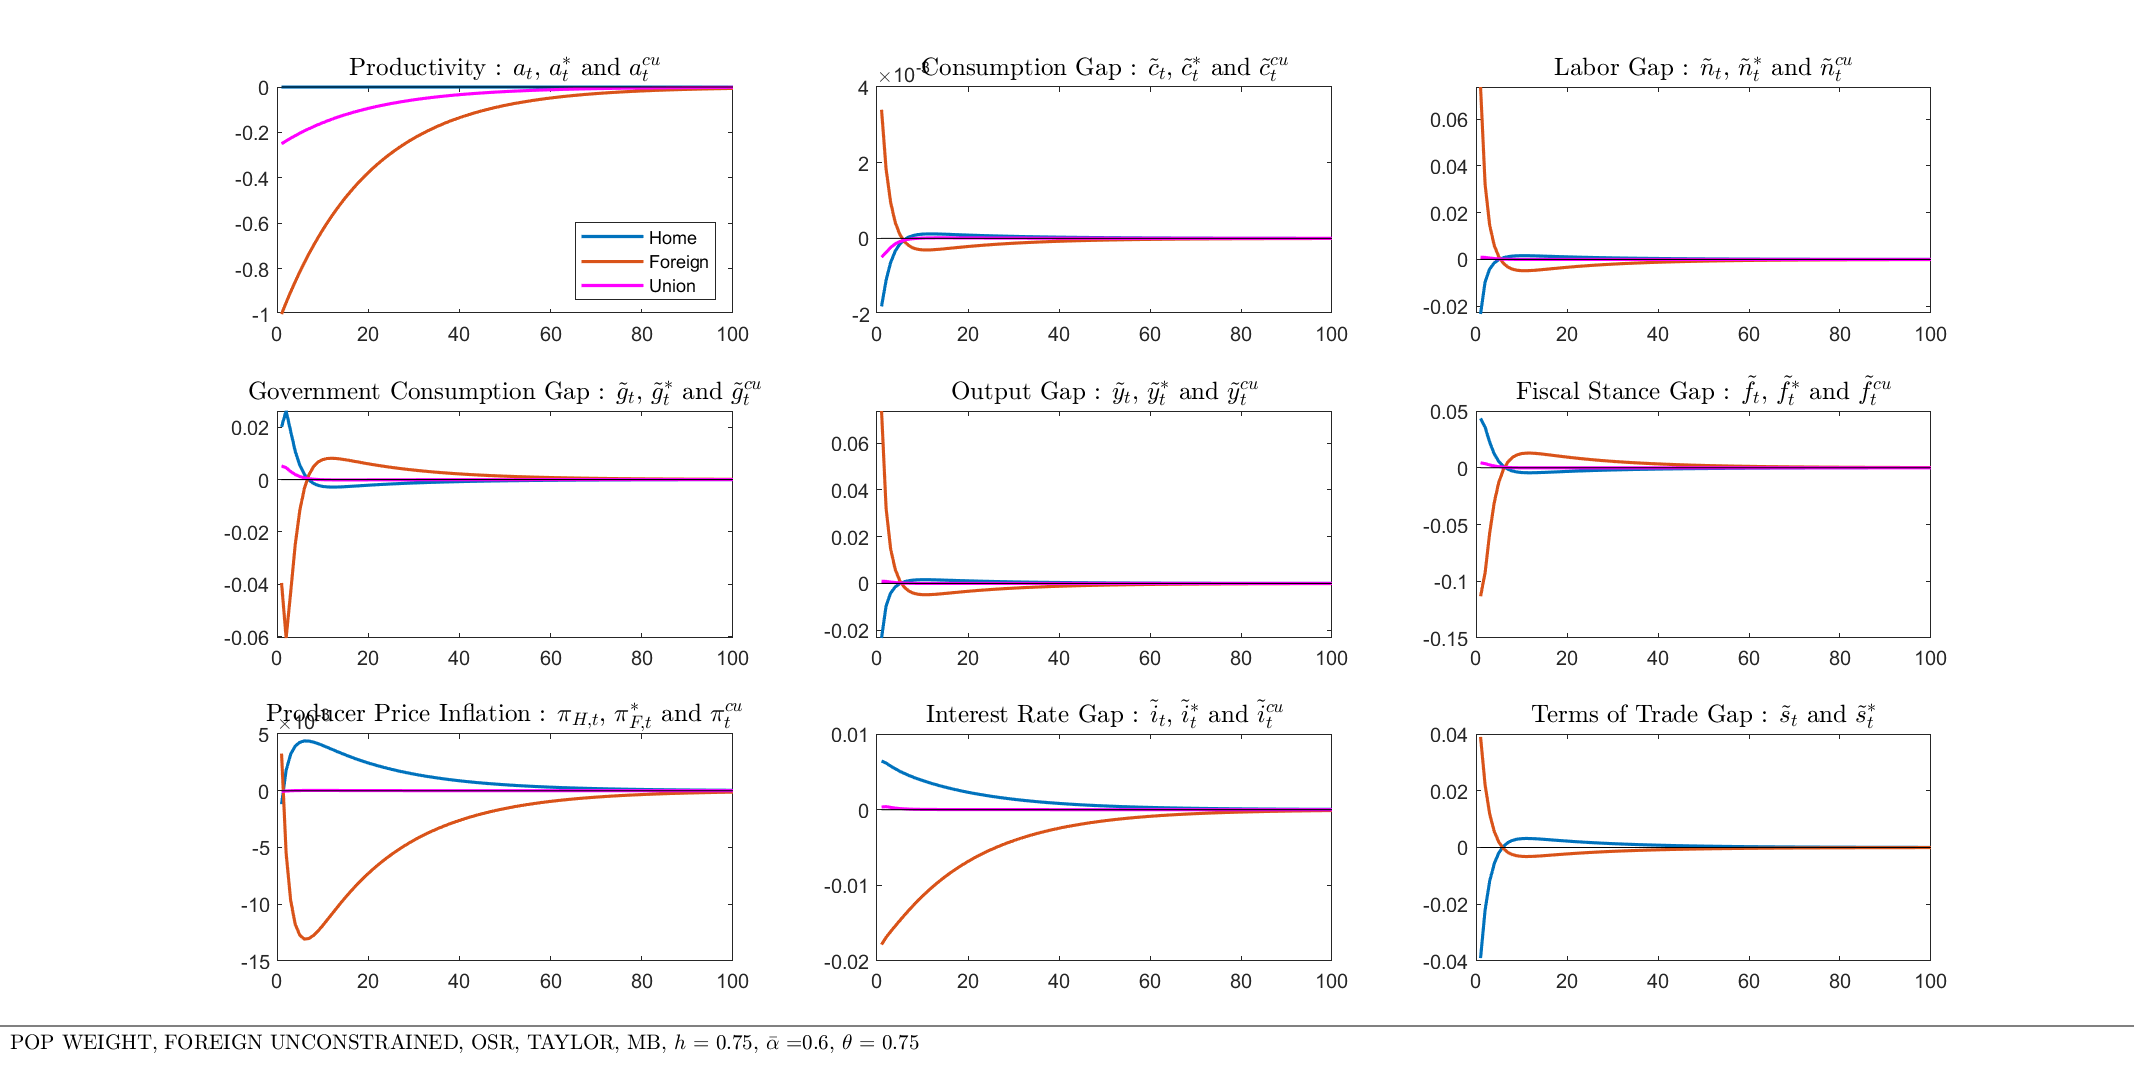 Productivity : a_t, a_t^* and a_t^{cu}
0
-0.2
-0.4
-0.6
-0.8
-1
0 20 40 60 80 100
Home
Foreign
Union
×10^{-3}
Consumption Gap : c̃_t, c̃_t^* and c̃_t^{cu}
4
2
0
-2
0 20 40 60 80 100
Labor Gap : ñ_t, ñ_t^* and ñ_t^{cu}
0.06
0.04
0.02
0
-0.02
0 20 40 60 80 100
Government Consumption Gap : g̃_t, g̃_t^* and g̃_t^{cu}
0.02
0
-0.02
-0.04
-0.06
0 20 40 60 80 100
Output Gap : ỹ_t, ỹ_t^* and ỹ_t^{cu}
0.06
0.04
0.02
0
-0.02
0 20 40 60 80 100
Fiscal Stance Gap : f̃_t, f̃_t^* and f̃_t^{cu}
0.05
0
-0.05
-0.1
-0.15
0 20 40 60 80 100
Producer Price Inflation : π_{H,t}, π_{F,t}^* and π_t^{cu}
×10^{-3}
5
0
-5
-10
-15
0 20 40 60 80 100
Interest Rate Gap : ĩ_t, ĩ_t^* and ĩ_t^{cu}
0.01
0
-0.01
-0.02
0 20 40 60 80 100
Terms of Trade Gap : s̃_t and s̃_t^*
0.04
0.02
0
-0.02
-0.04
0 20 40 60 80 100
POP WEIGHT, FOREIGN UNCONSTRAINED, OSR, TAYLOR, MB, h = 0.75, ᾱ =0.6, θ = 0.75